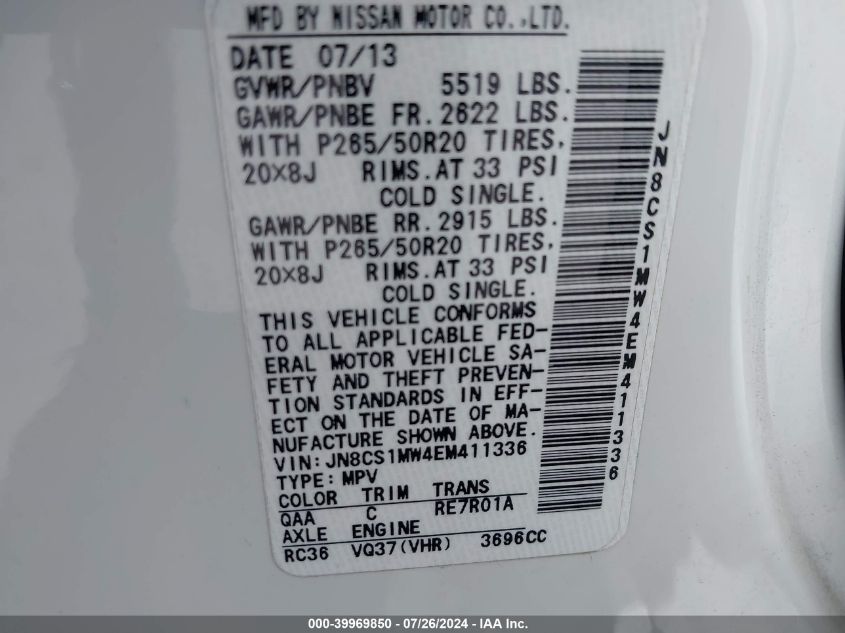 MFD BY NISSAN MOTOR CO.,LTD.
DATE 07/13
GVWR/PNBV 5519 LBS.
GAWR/PNBE FR. 2622 LBS.
WITH P265/50R20 TIRES,
20X8J RIMS. AT 33 PSI
COLD SINGLE.
GAWR/PNBE RR. 2915 LBS.
WITH P265/50R20 TIRES,
20X8J RIMS. AT 33 PSI
COLD SINGLE.
THIS VEHICLE CONFORMS
TO ALL APPLICABLE FED-
ERAL MOTOR VEHICLE SA-
FETY AND THEFT PREVEN-
TION STANDARDS IN EFF-
ECT ON THE DATE OF MA-
NUFACTURE SHOWN ABOVE.
VIN: JN8CS1MW4EM411336
TYPE: MPV
COLOR TRIM TRANS
QAA C RE7R01A
AXLE ENGINE
RC36 VQ37(VHR) 3696CC
JN8CS1MW4EM411336
000-39969850 / 07/26/2024 - IAA Inc.